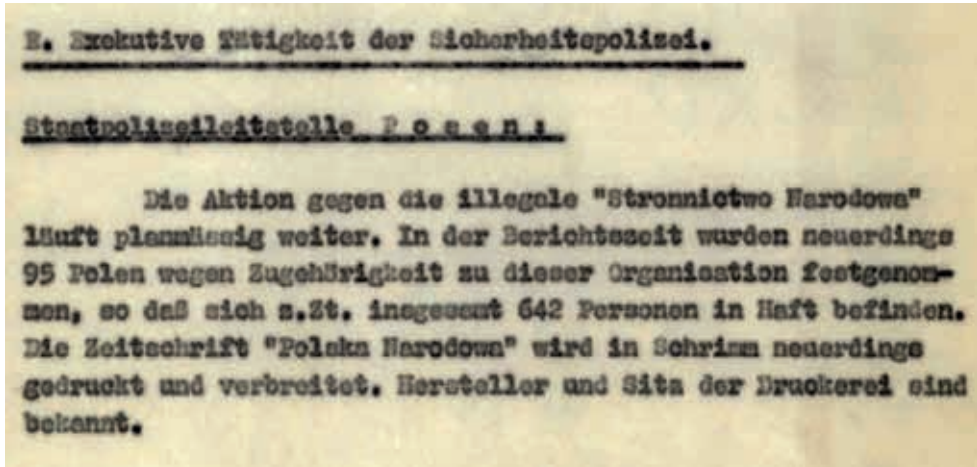 E. Exekutive Tätigkeit der Sicherheitspolizei.
Staatpolizeileitstelle P o s e n :
Die Aktion gegen die illegale "Stronnictwo Narodowa"
läuft planmässig weiter. In der Berichtszeit wurden neuerdings
95 Polen wegen Zugehörigkeit zu dieser Organisation festgenom-
men, so daß sich z.Zt. insgesamt 642 Personen in Haft befinden.
Die Zeitschrift "Polska Narodowa" wird in Schrimm neuerdings
gedruckt und verbreitet. Hersteller und Sitz der Druckerei sind
bekannt.